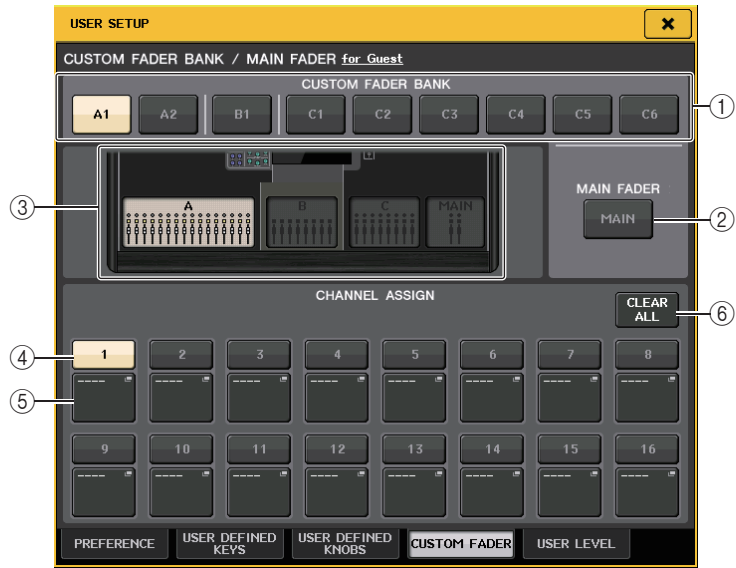 USER SETUP
CUSTOM FADER BANK / MAIN FADER for Guest
CUSTOM FADER BANK
A1 A2 B1 C1 C2 C3 C4 C5 C6
①
③
A B C MAIN
MAIN FADER
MAIN
②
CHANNEL ASSIGN
CLEAR
ALL
⑥
④
1 2 3 4 5 6 7 8
⑤
---- ---- ---- ---- ---- ---- ---- ----
9 10 11 12 13 14 15 16
---- ---- ---- ---- ---- ---- ---- ----
PREFERENCE
USER DEFINED
KEYS
USER DEFINED
KNOBS
CUSTOM FADER
USER LEVEL